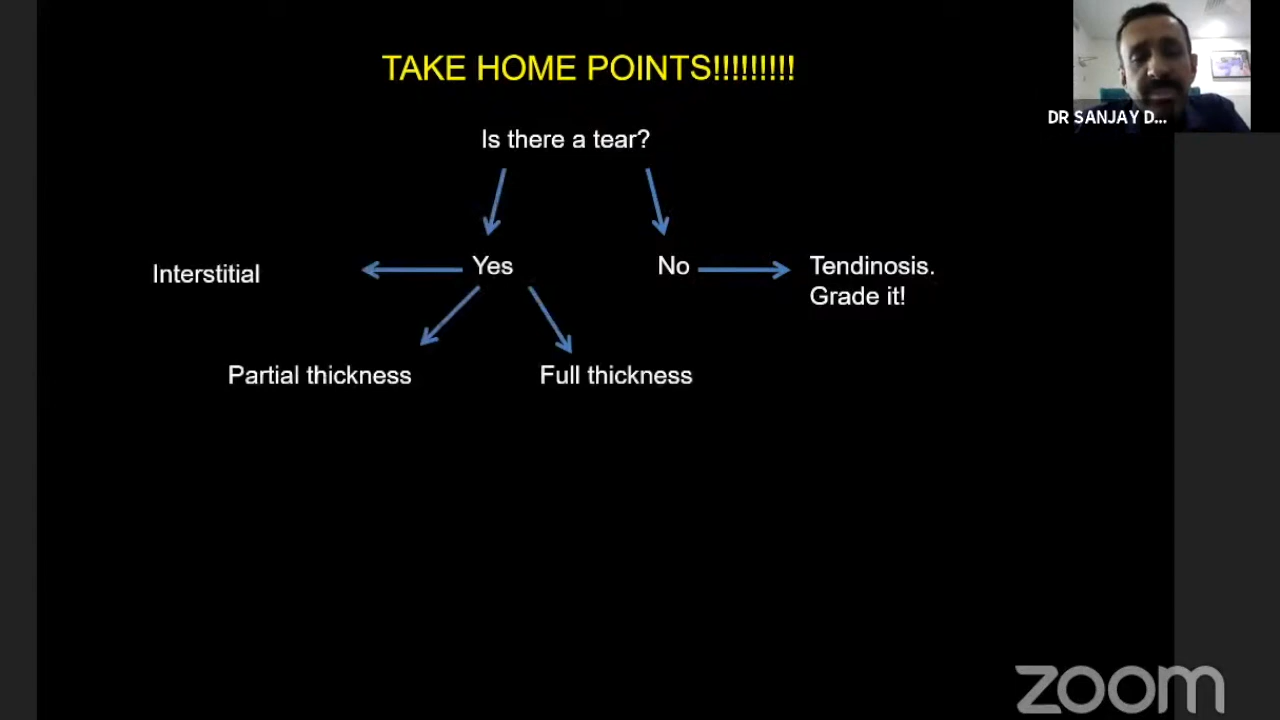 TAKE HOME POINTS!!!!!!!!!
DR SANJAY D...
Is there a tear?
Interstitial
Yes
No
Tendinosis.
Grade it!
Partial thickness
Full thickness
zoom